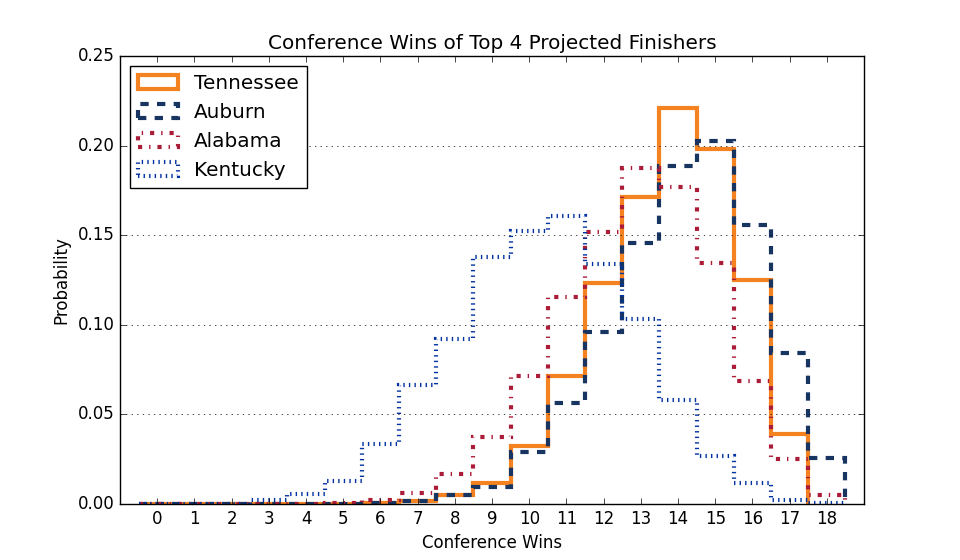 Conference Wins of Top 4 Projected Finishers
0.25
0.20
0.15
0.10
0.05
0.00
Probability
Tennessee
Auburn
Alabama
Kentucky
0 1 2 3 4 5 6 7 8 9 10 11 12 13 14 15 16 17 18
Conference Wins